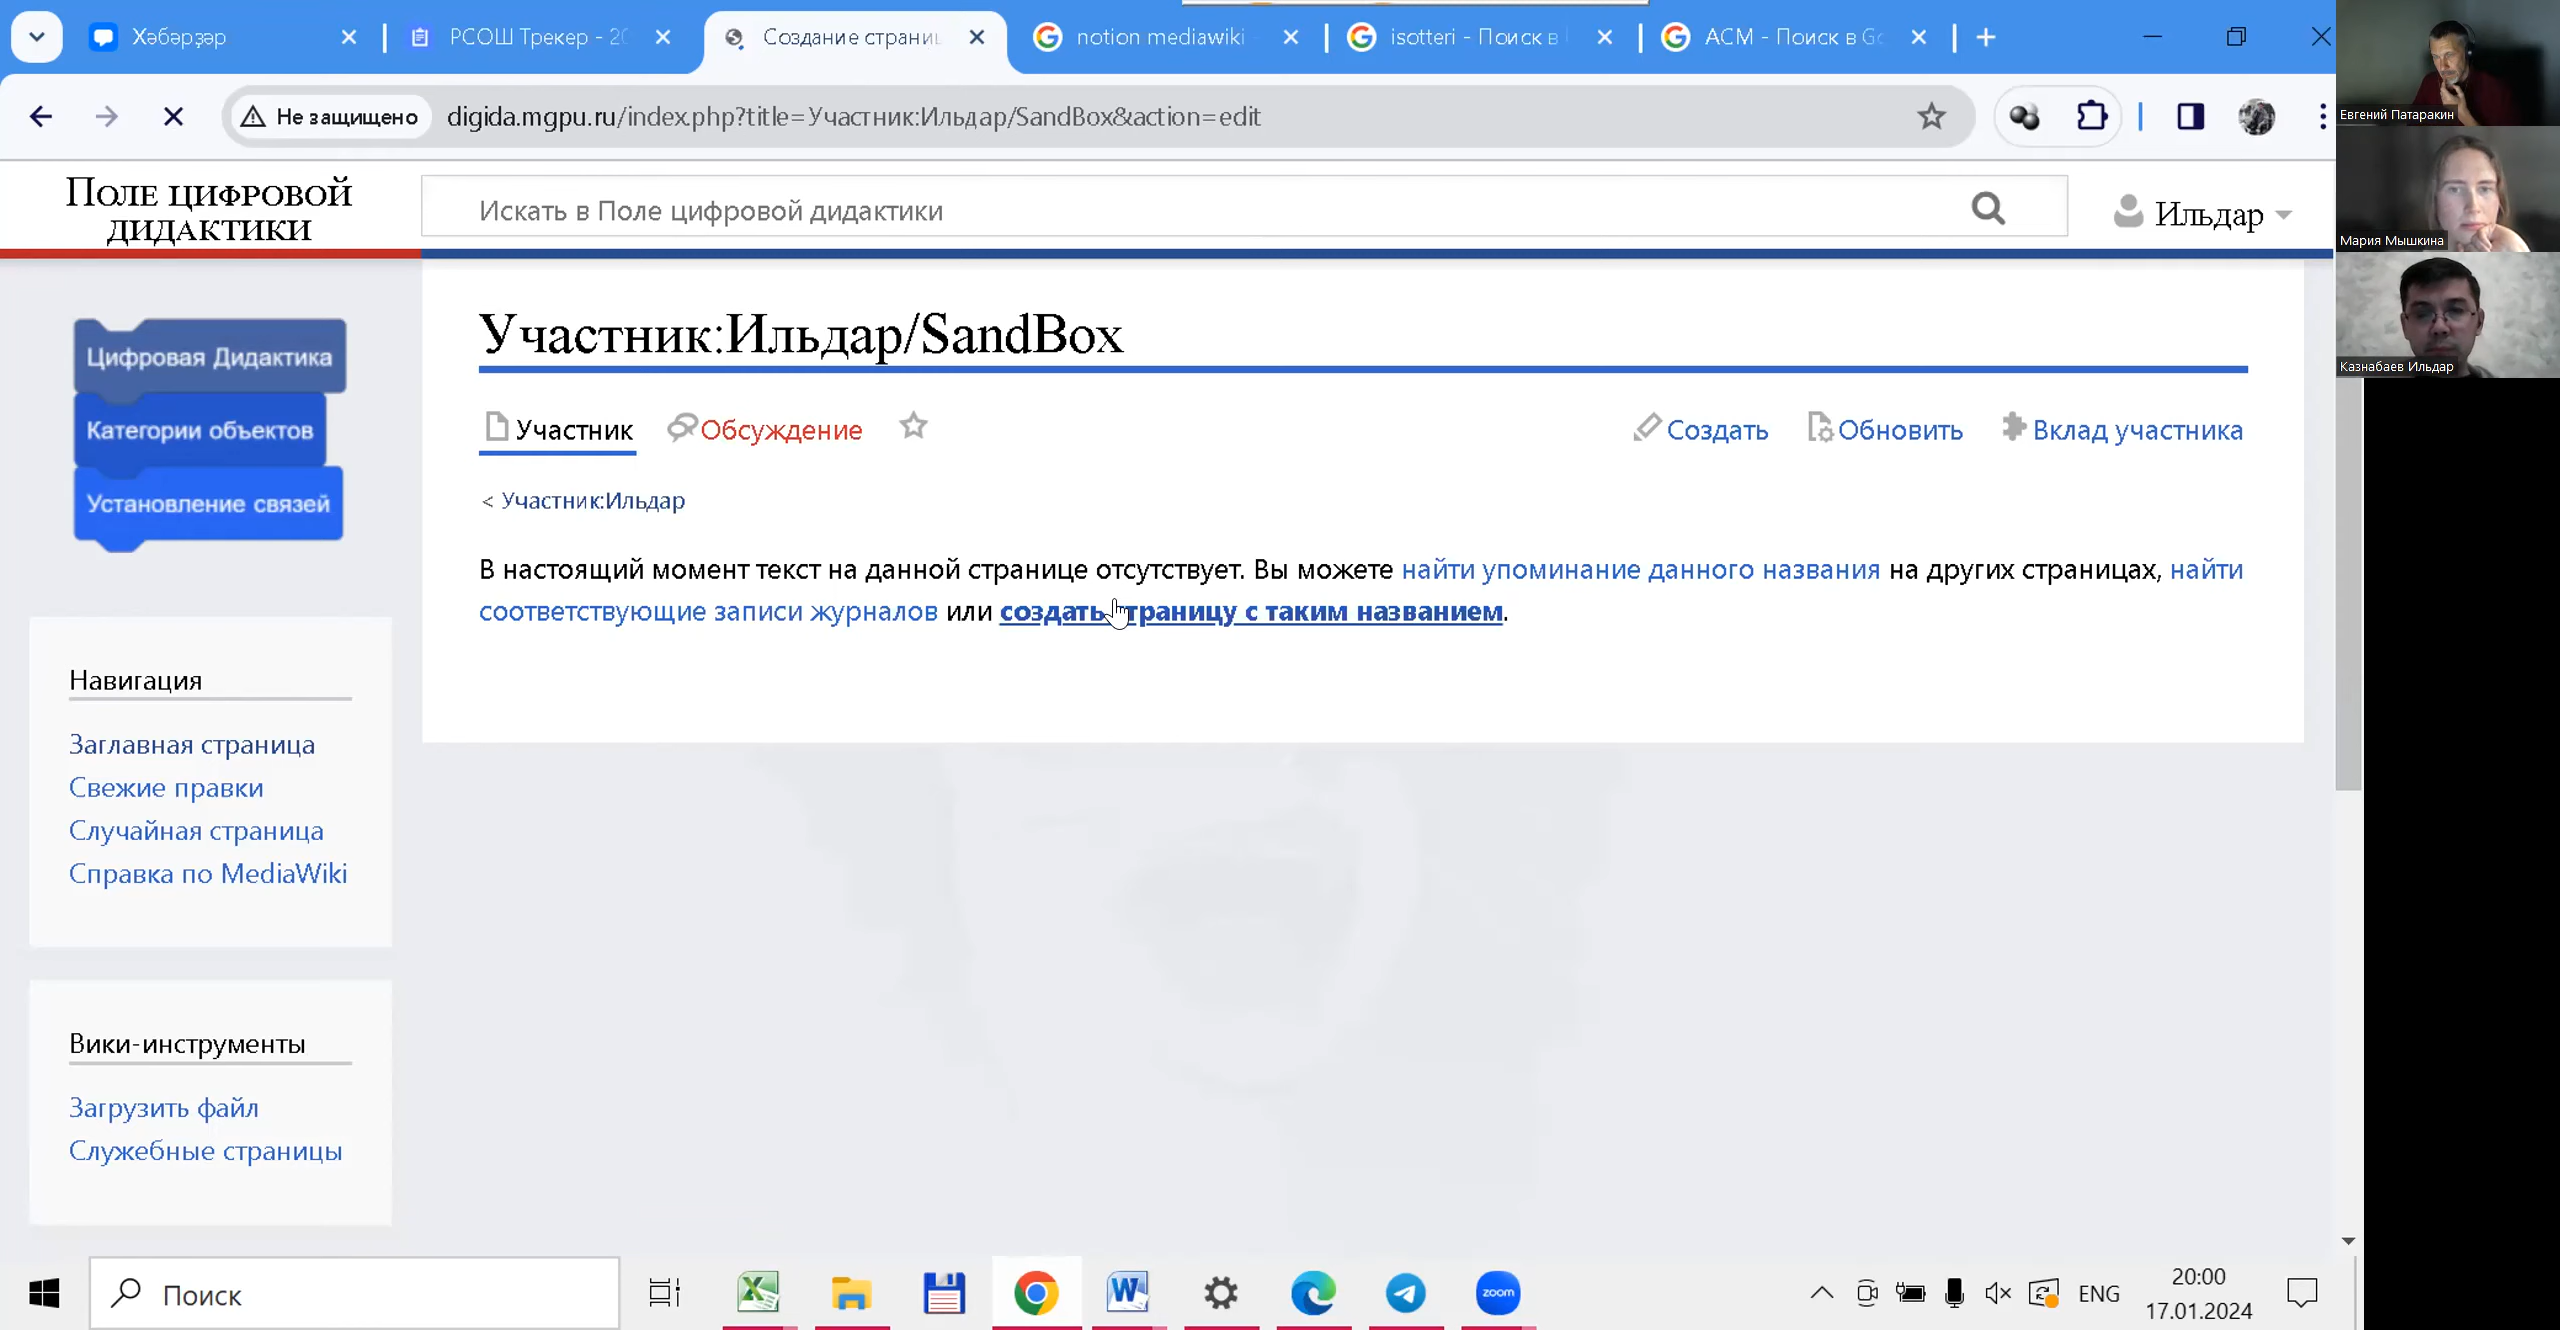 Хәбәрҙәр
РСОШ Трекер - 20
Создание страниц
notion mediawiki -
isotteri - Поиск в
ACM - Поиск в Go
Не защищено
digida.mgpu.ru/index.php?title=Участник:Ильдар/SandBox&action=edit
Поле цифровой
дидактики
Искать в Поле цифровой дидактики
Ильдар
Евгений Патаракин
Мария Мышкина
Казнабаев Ильдар
Цифровая Дидактика
Категории объектов
Установление связей
Участник:Ильдар/SandBox
Участник
Обсуждение
Создать
Обновить
Вклад участника
< Участник:Ильдар
В настоящий момент текст на данной странице отсутствует. Вы можете найти упоминание данного названия на других страницах, найти
соответствующие записи журналов или создать страницу с таким названием.
Навигация
Заглавная страница
Свежие правки
Случайная страница
Справка по MediaWiki
Вики-инструменты
Загрузить файл
Служебные страницы
Поиск
zoom
ENG
20:00
17.01.2024